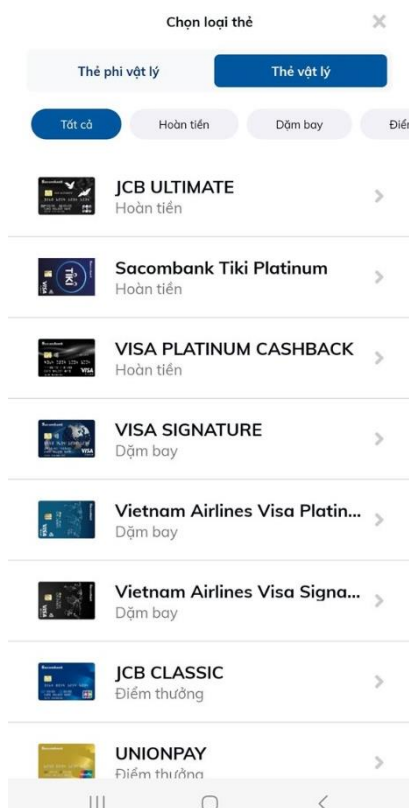 Chọn loại thẻ
Thẻ phi vật lý
Thẻ vật lý
Tất cả
Hoàn tiền
Dặm bay
Điể
JCB ULTIMATE
Hoàn tiền
Sacombank Tiki Platinum
Hoàn tiền
VISA PLATINUM CASHBACK
Hoàn tiền
VISA SIGNATURE
Dặm bay
Vietnam Airlines Visa Platin...
Dặm bay
Vietnam Airlines Visa Signa...
Dặm bay
JCB CLASSIC
Điểm thưởng
UNIONPAY
Điểm thưởng